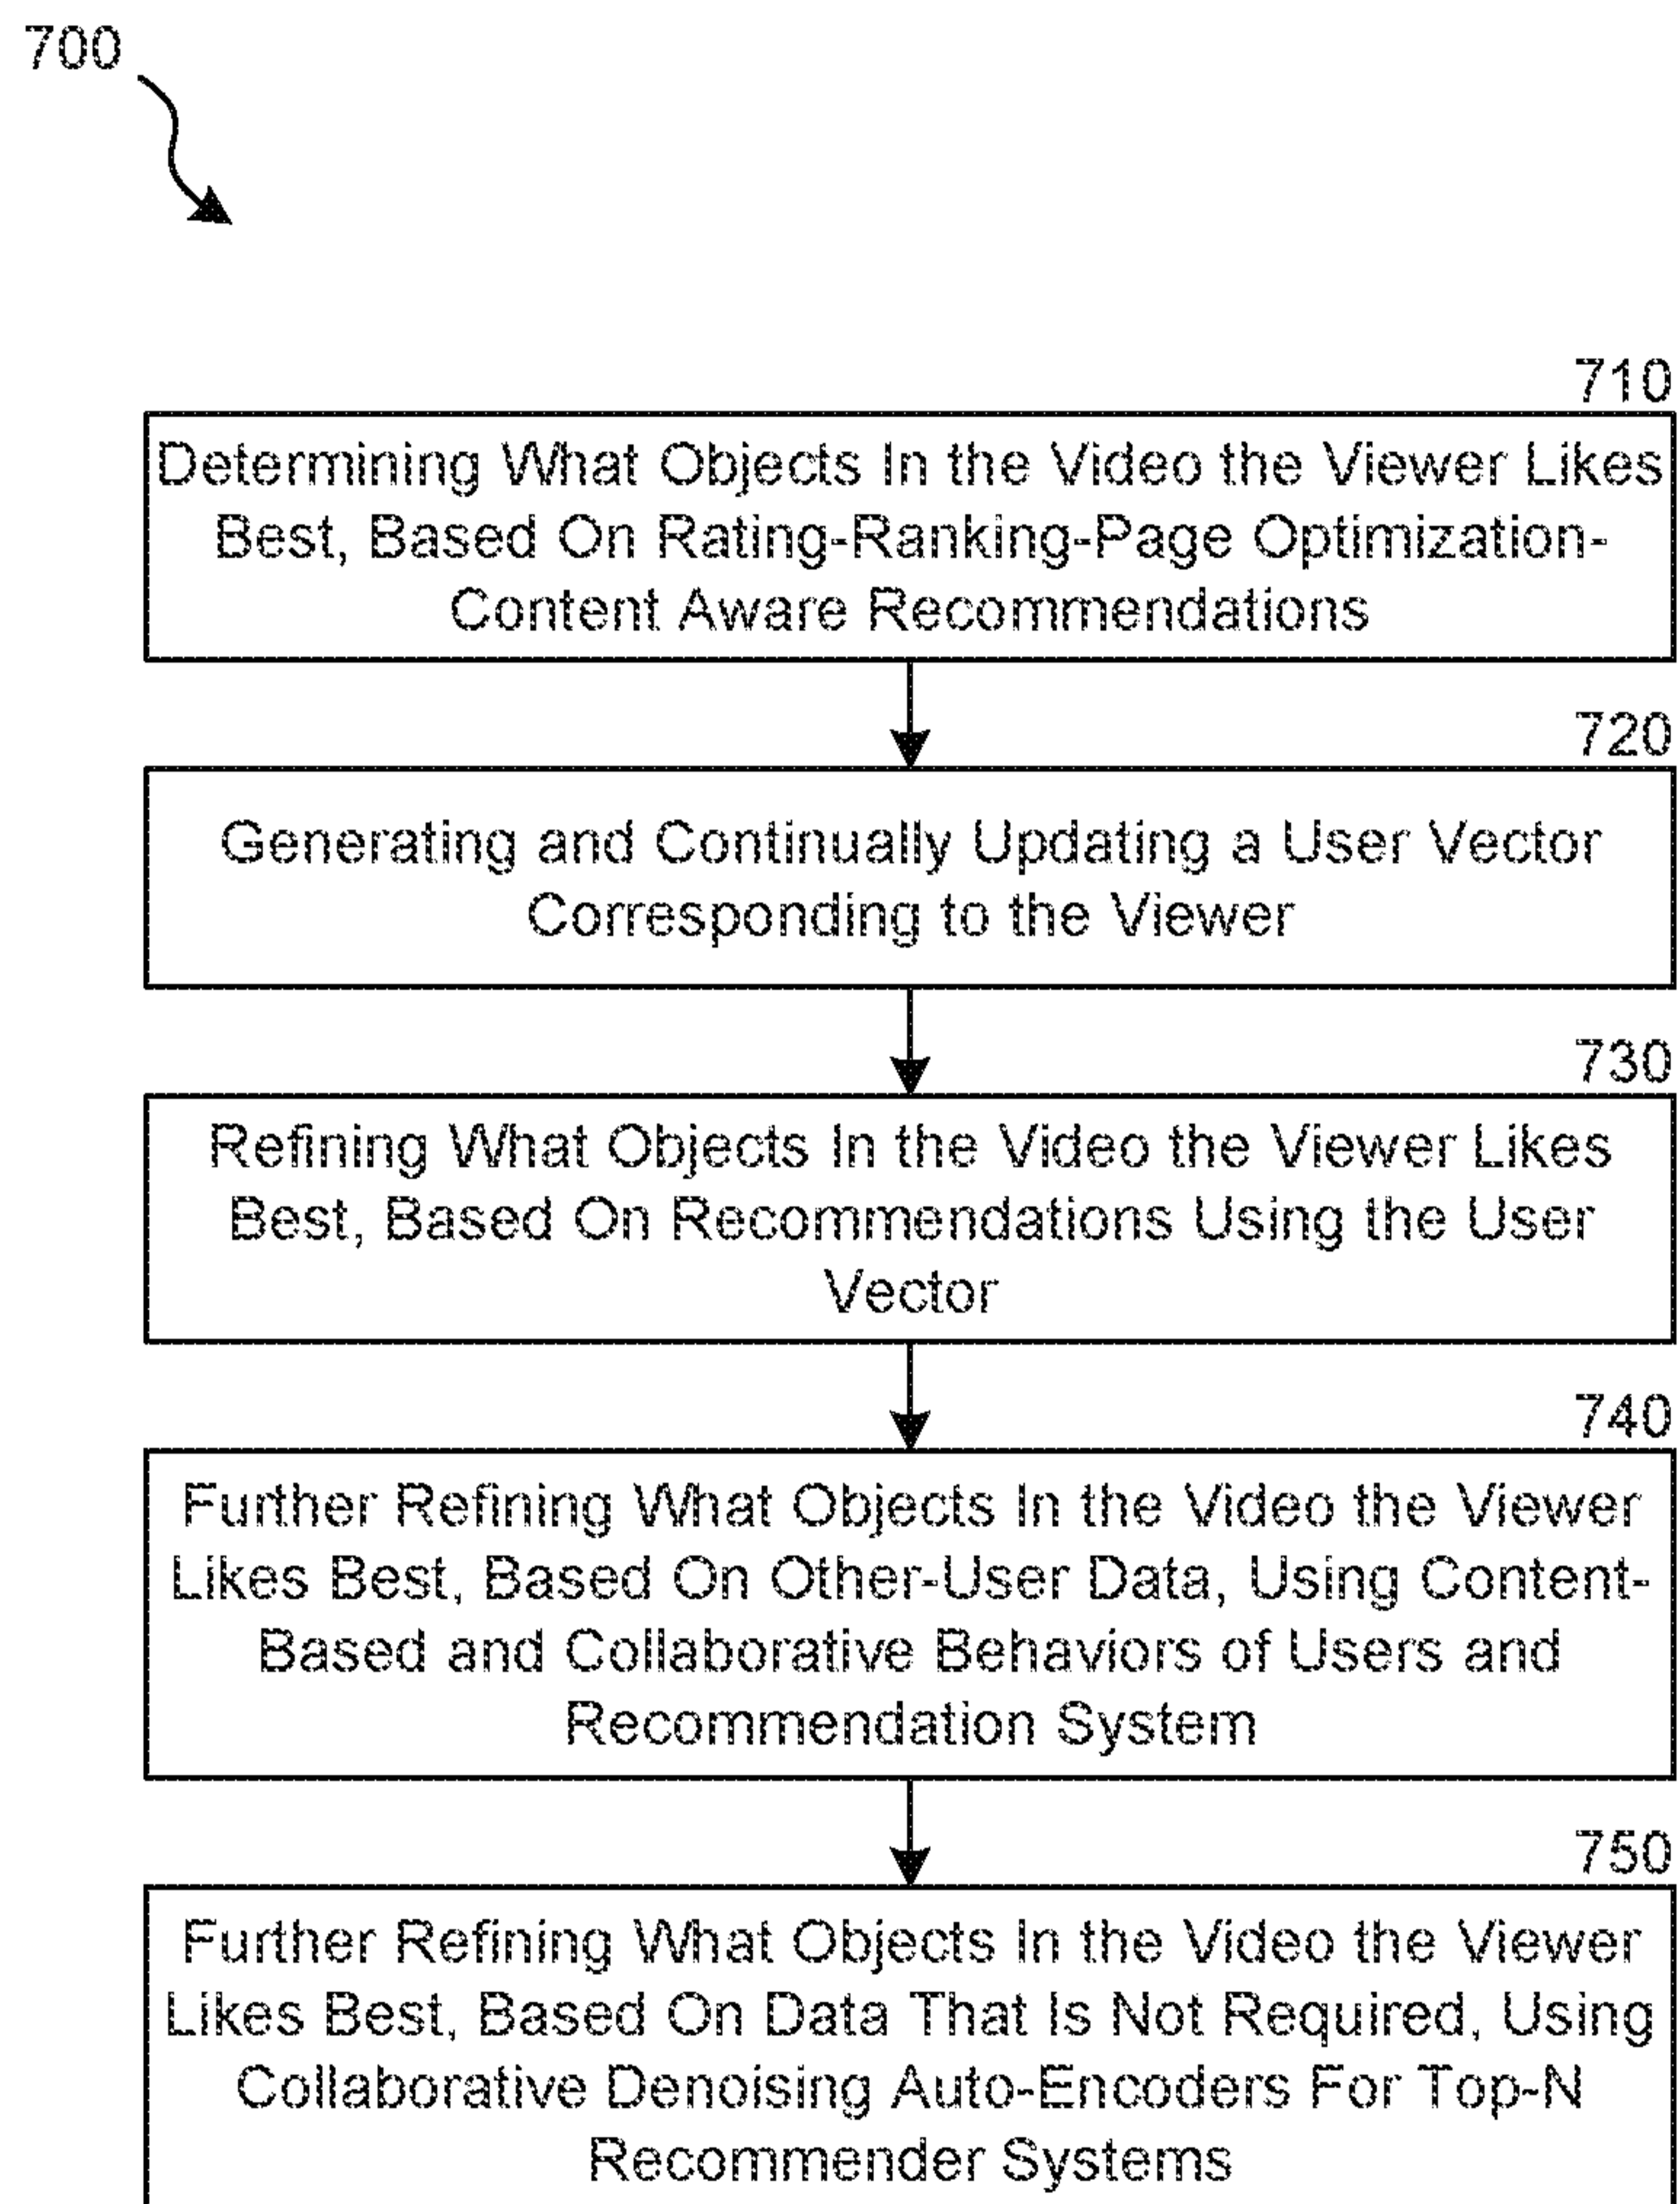 700
710
Determining What Objects In the Video the Viewer Likes
Best, Based On Rating-Ranking-Page Optimization-
Content Aware Recommendations
720
Generating and Continually Updating a User Vector
Corresponding to the Viewer
730
Refining What Objects In the Video the Viewer Likes
Best, Based On Recommendations Using the User
Vector
740
Further Refining What Objects In the Video the Viewer
Likes Best, Based On Other-User Data, Using Content-
Based and Collaborative Behaviors of Users and
Recommendation System
750
Further Refining What Objects In the Video the Viewer
Likes Best, Based On Data That Is Not Required, Using
Collaborative Denoising Auto-Encoders For Top-N
Recommender Systems